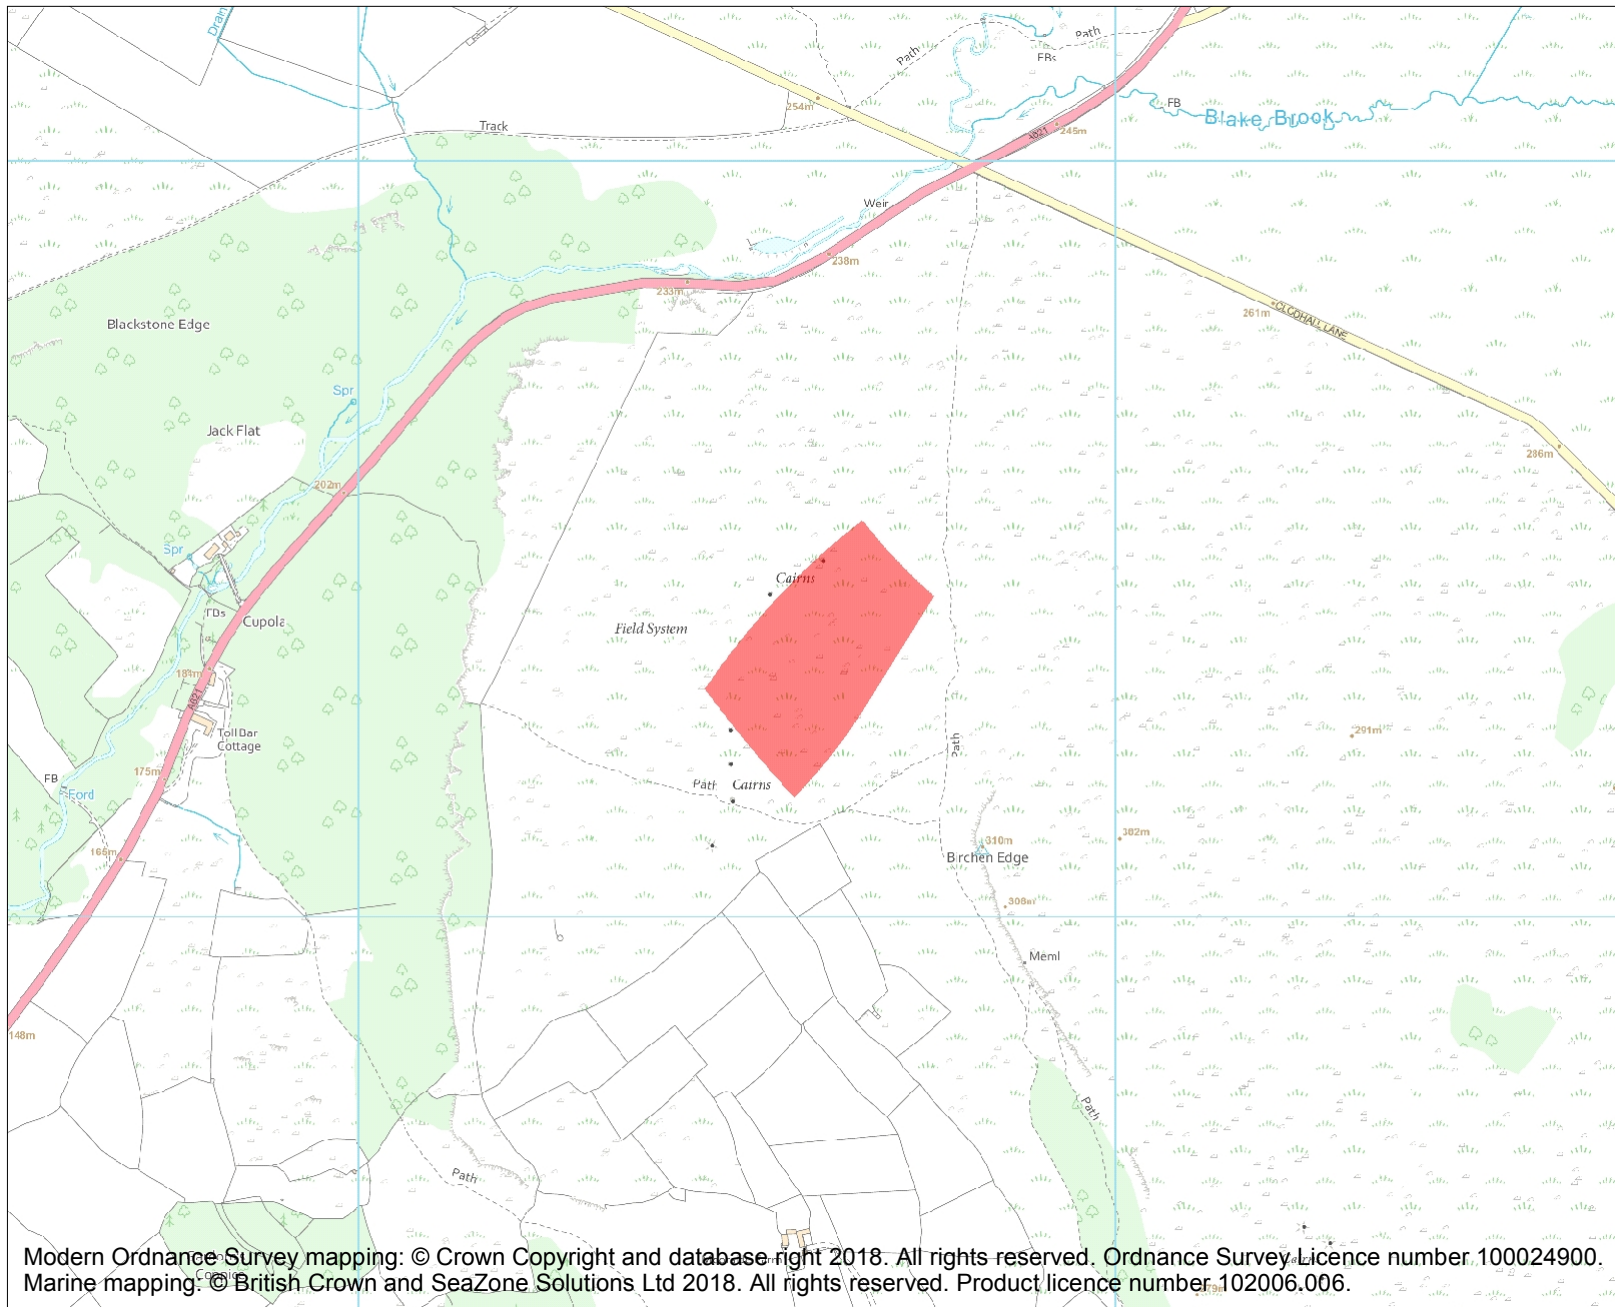 Drain
Path
Path
FBs
254m
FB
Track
A621
245m
Blake Brook
Weir
238m
233m
Blackstone Edge
261m
CLODHALL LANE
Spr
Jack Flat
286m
202m
Spr
Cairns
FBs
Cupola
Field System
184m
A621
Toll Bar
Cottage
291m
Path
175m
FB
Ford
Path
Cairns
310m
302m
165m
Birchen Edge
308m
Meml
148m
Path
Path
Modern Ordnance Survey mapping: © Crown Copyright and database right 2018. All rights reserved. Ordnance Survey Licence number 100024900.
Marine mapping: © British Crown and SeaZone Solutions Ltd 2018. All rights reserved. Product licence number 102006.006.